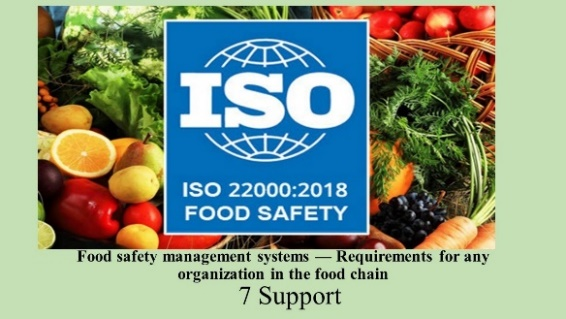 ISO
ISO 22000:2018
FOOD SAFETY
Food safety management systems — Requirements for any
organization in the food chain
7 Support